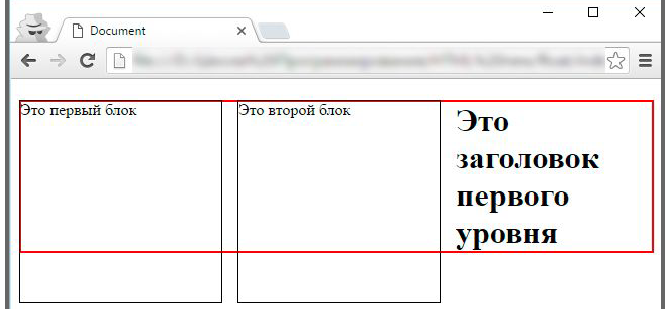 Document
Это первый блок
Это второй блок
Это
заголовок
первого
уровня